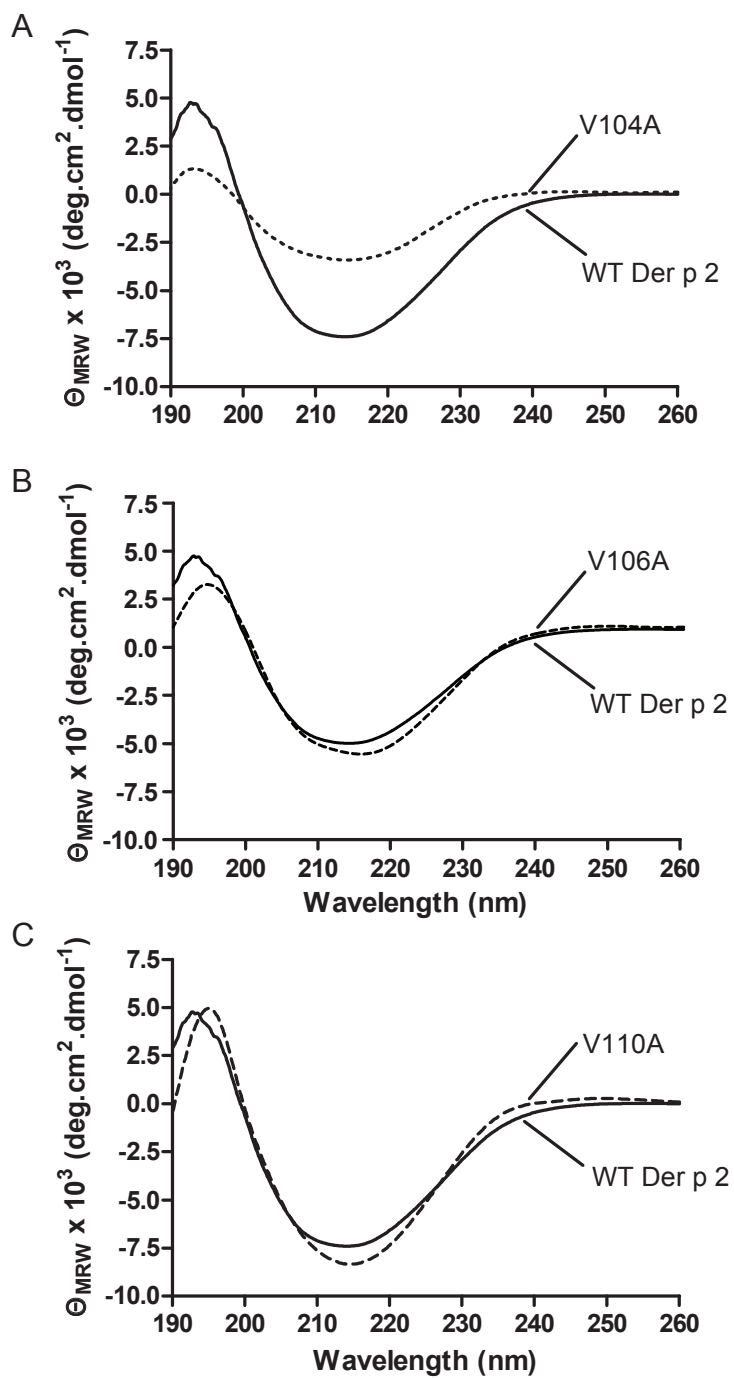 A
ΘMRW x 10³ (deg.cm².dmol⁻¹)
7.5
5.0
2.5
0.0
-2.5
-5.0
-7.5
-10.0
V104A
WT Der p 2
190 200 210 220 230 240 250 260
B
ΘMRW x 10³ (deg.cm².dmol⁻¹)
7.5
5.0
2.5
0.0
-2.5
-5.0
-7.5
-10.0
V106A
WT Der p 2
190 200 210 220 230 240 250 260
Wavelength (nm)
C
ΘMRW x 10³ (deg.cm².dmol⁻¹)
7.5
5.0
2.5
0.0
-2.5
-5.0
-7.5
-10.0
V110A
WT Der p 2
190 200 210 220 230 240 250 260
Wavelength (nm)